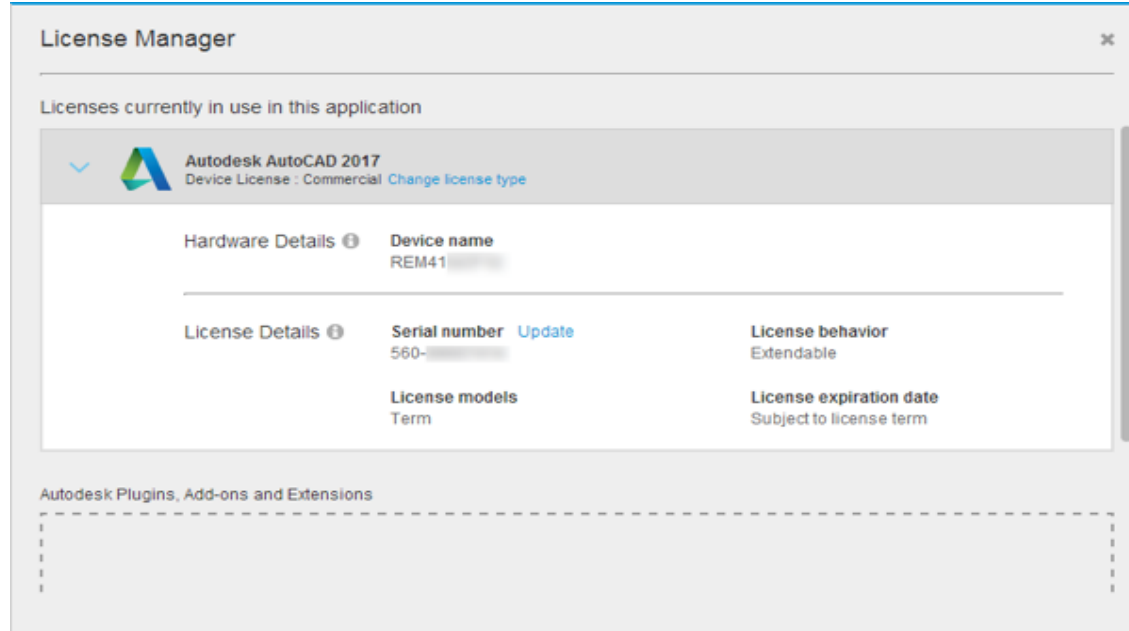 License Manager
Licenses currently in use in this application
Autodesk AutoCAD 2017
Device License : Commercial Change license type
Hardware Details
Device name
REM41
License Details
Serial number Update
560-
License behavior
Extendable
License models
Term
License expiration date
Subject to license term
Autodesk Plugins, Add-ons and Extensions